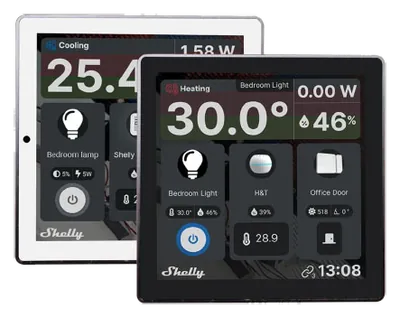 Cooling
1.58 W
25.4
Bedroom lamp
Shelly
5%
5W
Shelly
Heating
Bedroom Light
0.00 W
30.0°
46%
Bedroom Light
H&T
Office Door
30.0°
46%
39%
518
0°
28.9
Shelly
13:08